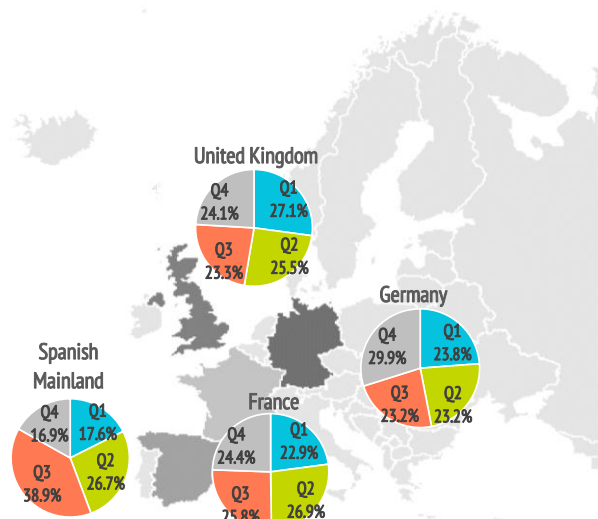 United Kingdom
Q4
24.1%
Q1
27.1%
Q3
23.3%
Q2
25.5%
Germany
Q4
29.9%
Q1
23.8%
Q3
23.2%
Q2
23.2%
Spanish
Mainland
Q4
16.9%
Q1
17.6%
Q3
38.9%
Q2
26.7%
France
Q4
24.4%
Q1
22.9%
Q3
25.8%
Q2
26.9%